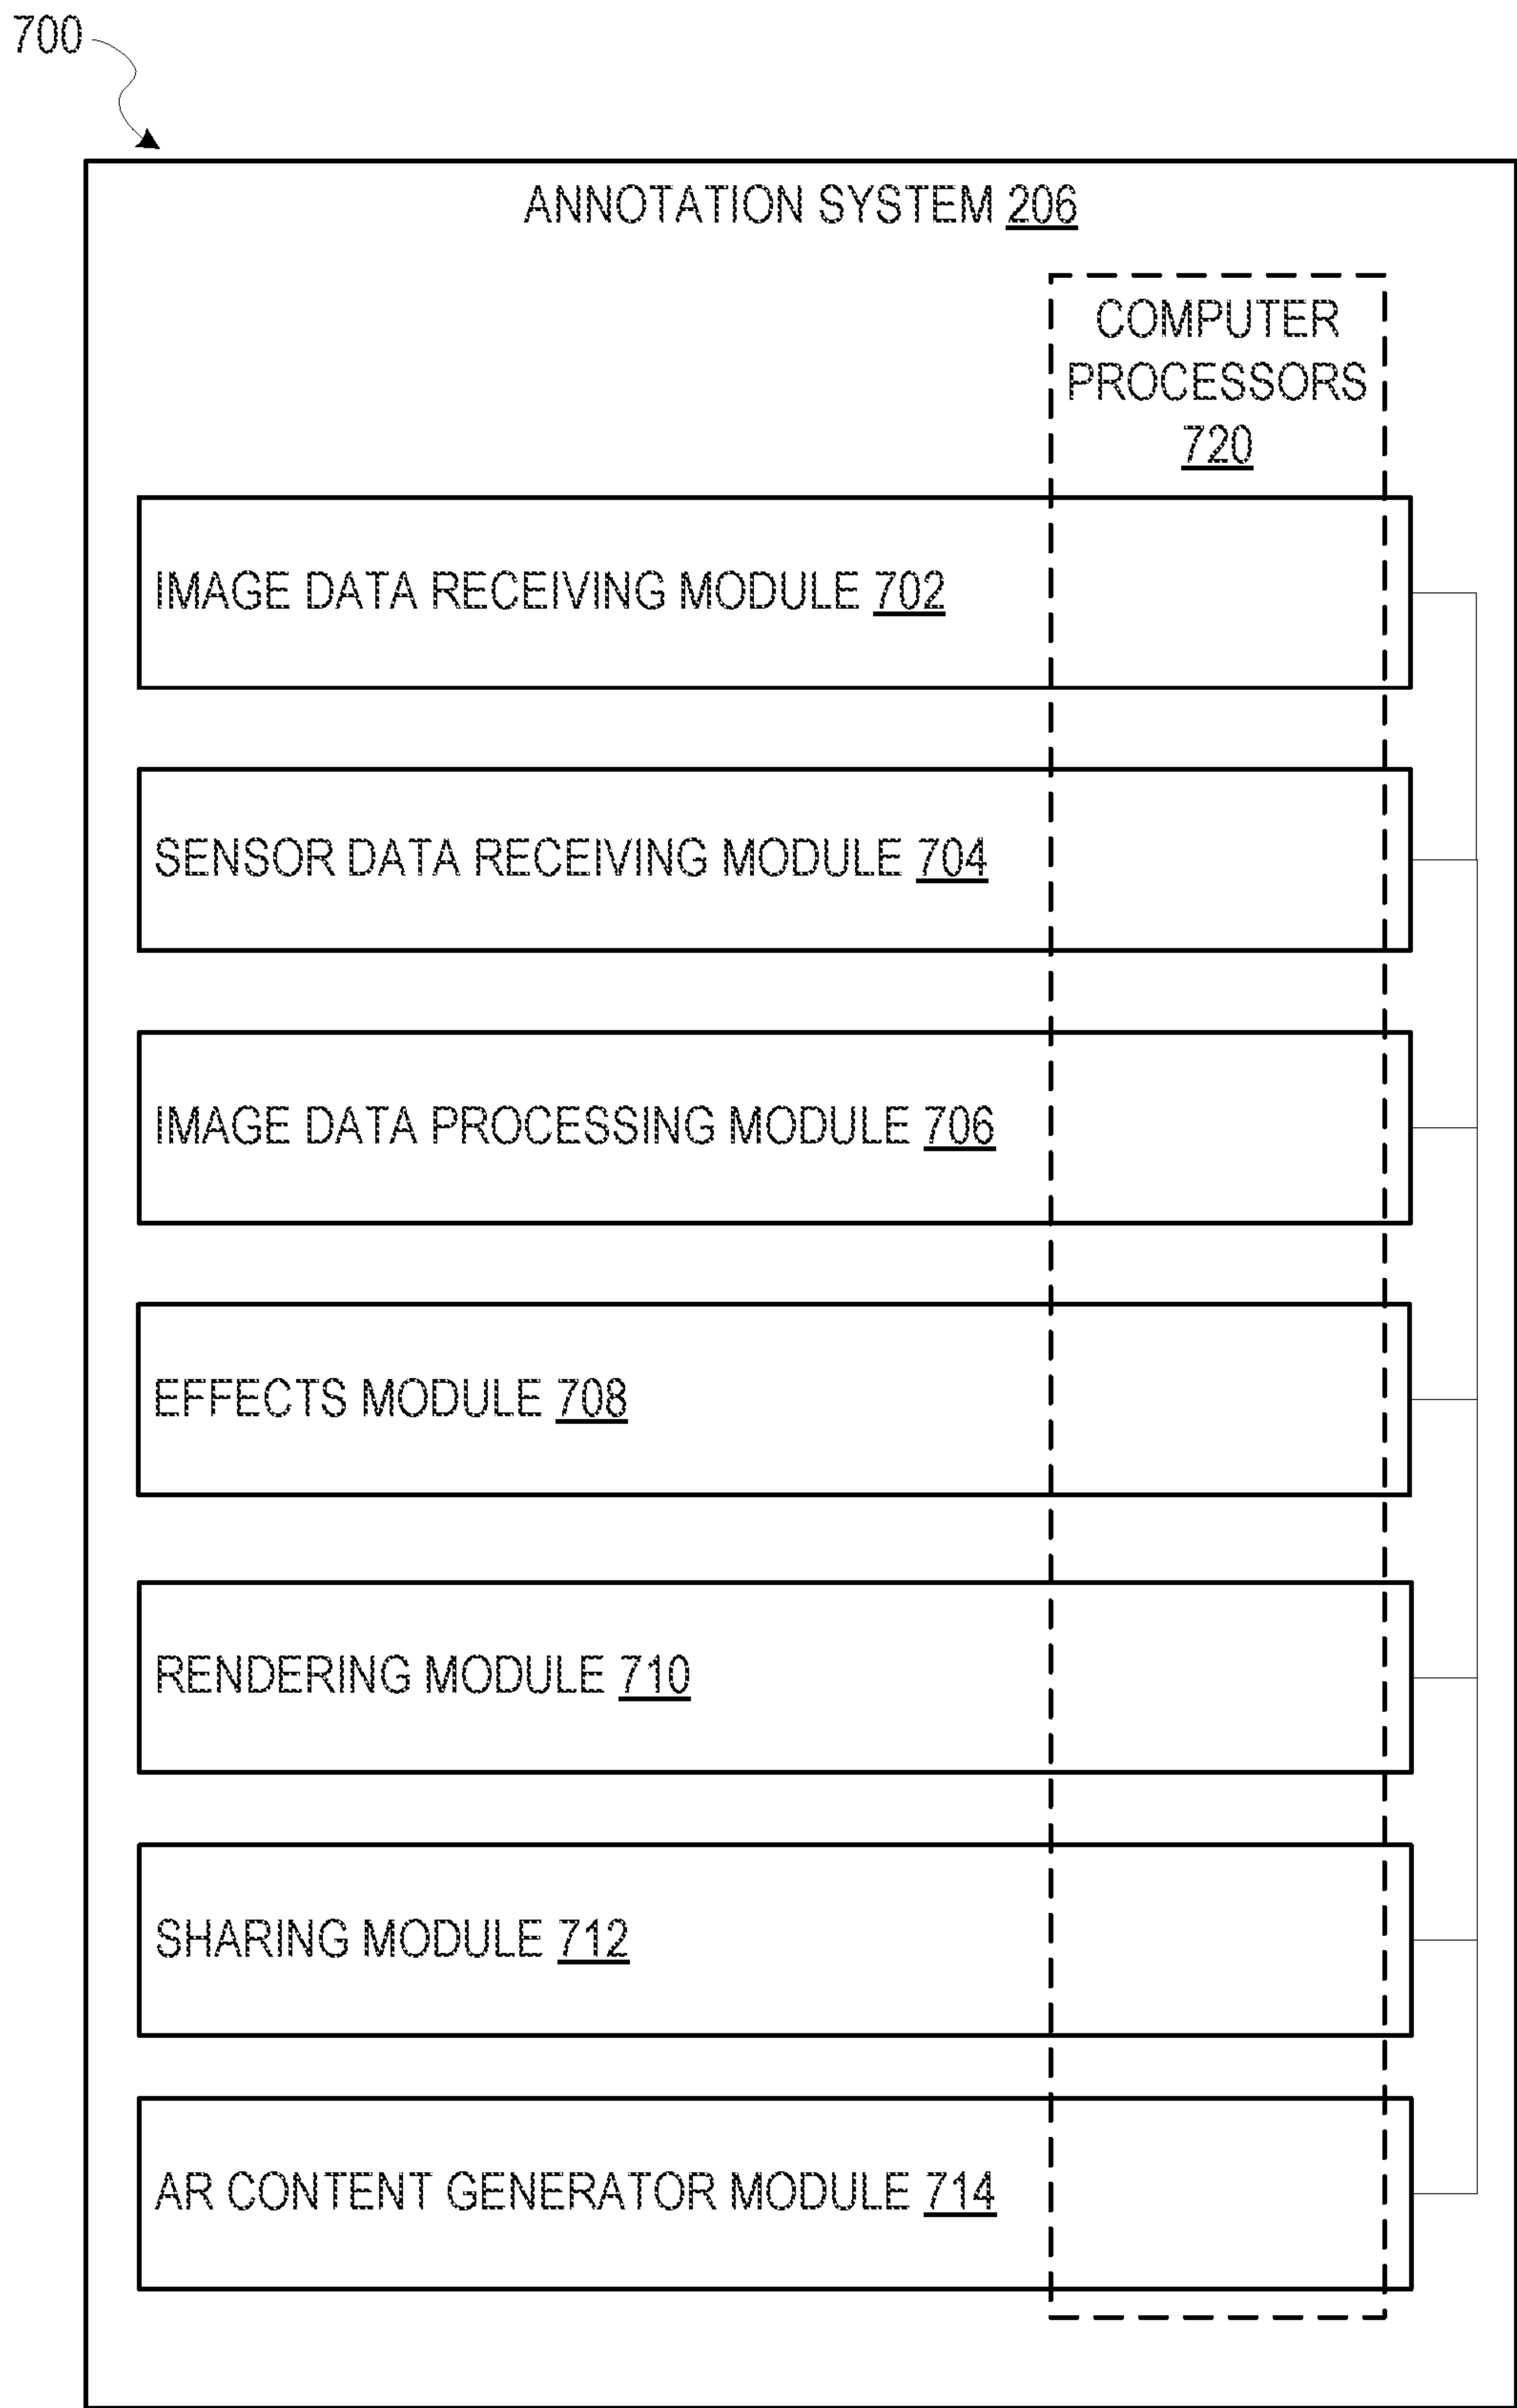 700
ANNOTATION SYSTEM 206
COMPUTER
PROCESSORS
720
IMAGE DATA RECEIVING MODULE 702
SENSOR DATA RECEIVING MODULE 704
IMAGE DATA PROCESSING MODULE 706
EFFECTS MODULE 708
RENDERING MODULE 710
SHARING MODULE 712
AR CONTENT GENERATOR MODULE 714